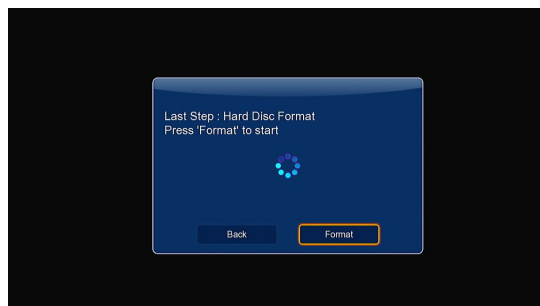 Last Step : Hard Disc Format
Press 'Format' to start
Back
Format